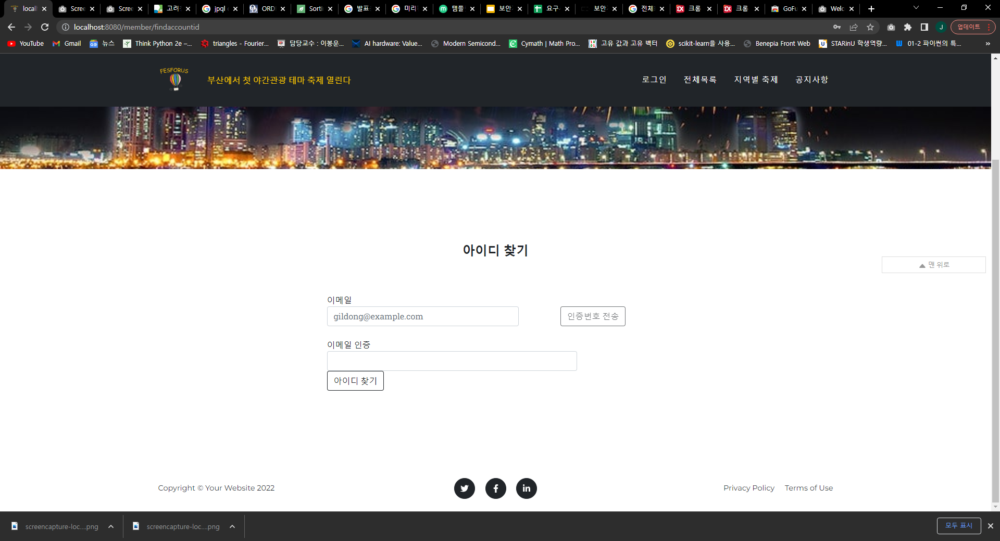 locall
Scree
Scree
고려
jpql
ORD
Sorti
발표
미리
템플
보안
요구
보안
전체
크롬
크롬
GoFu
Welc
localhost:8080/member/findaccountid
업데이트
YouTube
Gmail
뉴스
Think Python 2e –...
triangles - Fourier...
담당교수 : 이봉운...
AI hardware: Value...
Modern Semicond...
Cymath | Math Pro...
고유 값과 고유 벡터
scikit-learn을 사용...
Benepia Front Web
STARinU 학생역량...
01-2 파이썬의 특...
FESFORUS
부산에서 첫 야간관광 테마 축제 열린다
로그인
전체목록
지역별 축제
공지사항
아이디 찾기
▲ 맨 위로
이메일
gildong@example.com
인증번호 전송
이메일 인증
아이디 찾기
Copyright © Your Website 2022
Privacy Policy
Terms of Use
screencapture-loc....png
screencapture-loc....png
모두 표시